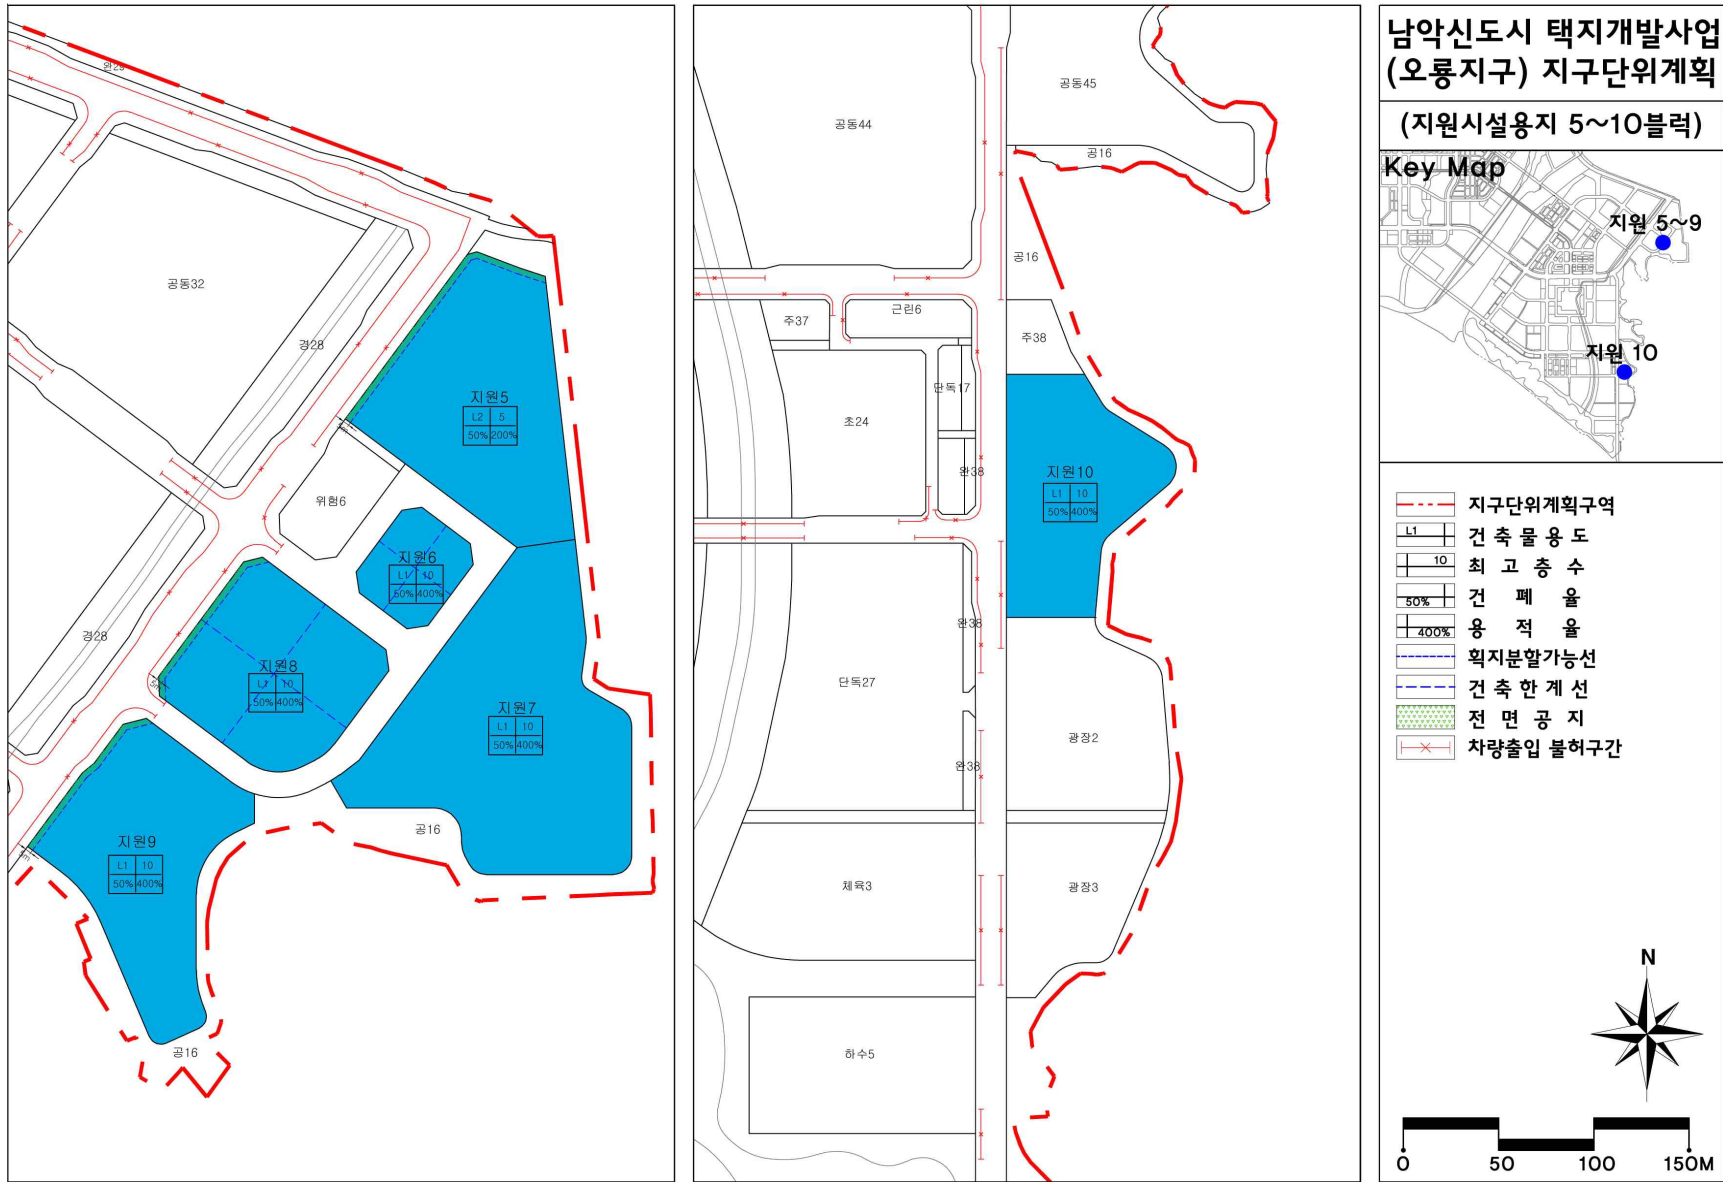 완29
공동32
경28
지원5
L2 5
50% 200%
5m
위험6
지원6
L1 10
50% 400%
경28
지원8
L1 10
50% 400%
5m
지원7
L1 10
50% 400%
지원9
L1 10
50% 400%
5m
공16
공16
공동44
공동45
공16
공16
주37
근린6
주38
단독17
초24
완38
지원10
L1 10
50% 400%
완38
단독27
광장2
완38
체육3
광장3
하수5
남악신도시 택지개발사업
(오룡지구) 지구단위계획
(지원시설용지 5~10블럭)
Key Map
지원 5~9
지원 10
지구단위계획구역
L1 건 축 물 용 도
10 최 고 층 수
50% 건 폐 율
400% 용 적 율
획지분할가능선
건 축 한 계 선
전 면 공 지
차량출입 불허구간
N
0 50 100 150M